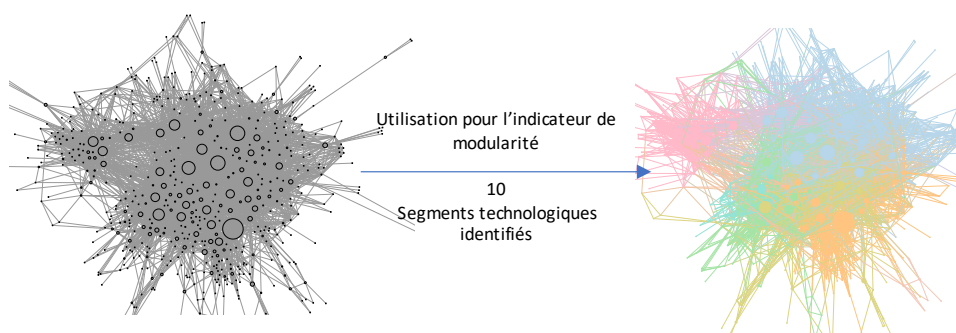 Utilisation pour l'indicateur de
modularité
10
Segments technologiques
identifiés